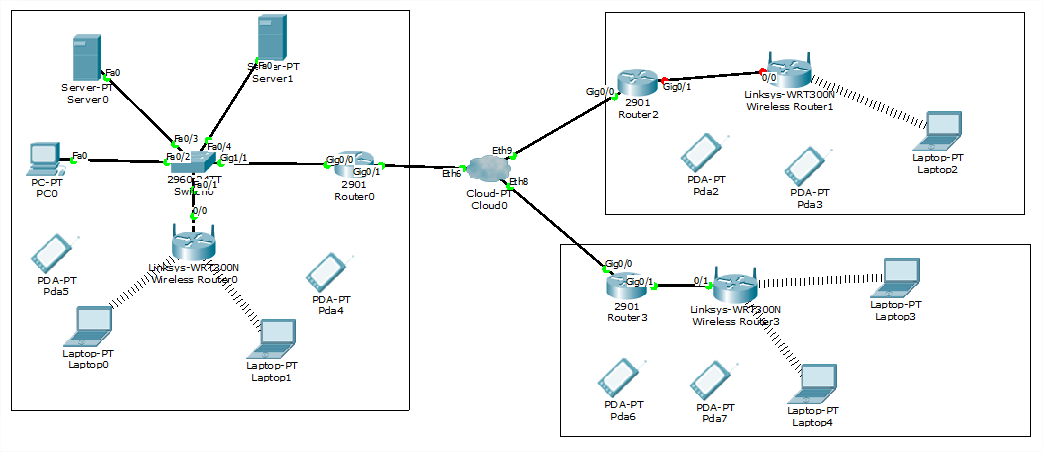 Fa0
Server-PT
Server0
Fa0
Server-PT
Server1
Fa0/3
Fa0/4
Fa0
Fa0/2
Gig1/1
PC-PT
PC0
Fa0/1
0/0
Gig0/0
Gig0/1
2901
Router0
Eth6
Eth9
Cloud-PT
Cloud0
Eth8
Wireless Router0
PDA-PT
Pda5
PDA-PT
Pda4
Laptop-PT
Laptop0
Laptop-PT
Laptop1
Gig0/0
Gig0/1
2901
Router2
0/0
Linksys-WRT300N
Wireless Router1
PDA-PT
Pda2
PDA-PT
Pda3
Laptop-PT
Laptop2
Gig0/0
Gig0/1
2901
Router3
0/1
Linksys-WRT300N
Wireless Router3
Laptop-PT
Laptop3
PDA-PT
Pda6
PDA-PT
Pda7
Laptop-PT
Laptop4